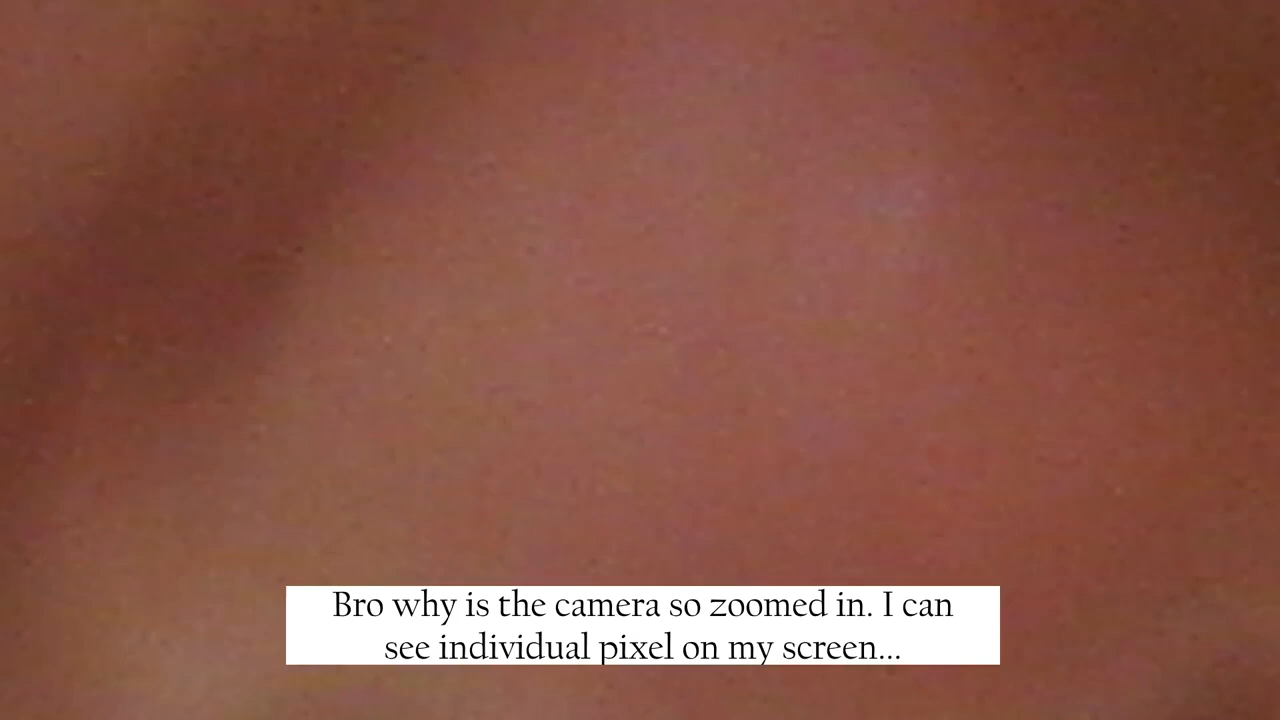 Bro why is the camera so zoomed in. I can
see individual pixel on my screen...